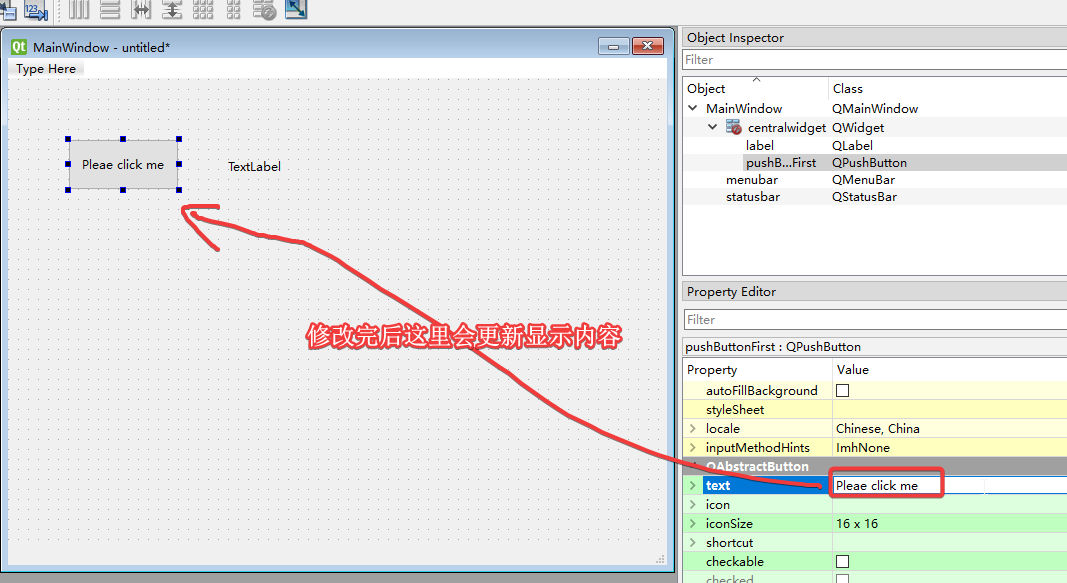 MainWindow - untitled*
Type Here
Pleae click me
TextLabel
修改完后这里会更新显示内容
Object Inspector
Filter
Object Class
MainWindow QMainWindow
centralwidget QWidget
label QLabel
pushB...First QPushButton
menubar QMenuBar
statusbar QStatusBar
Property Editor
Filter
pushButtonFirst : QPushButton
Property Value
autoFillBackground
styleSheet
locale Chinese, China
inputMethodHints ImhNone
QAbstractButton
text Pleae click me
icon
iconSize 16 x 16
shortcut
checkable
checked